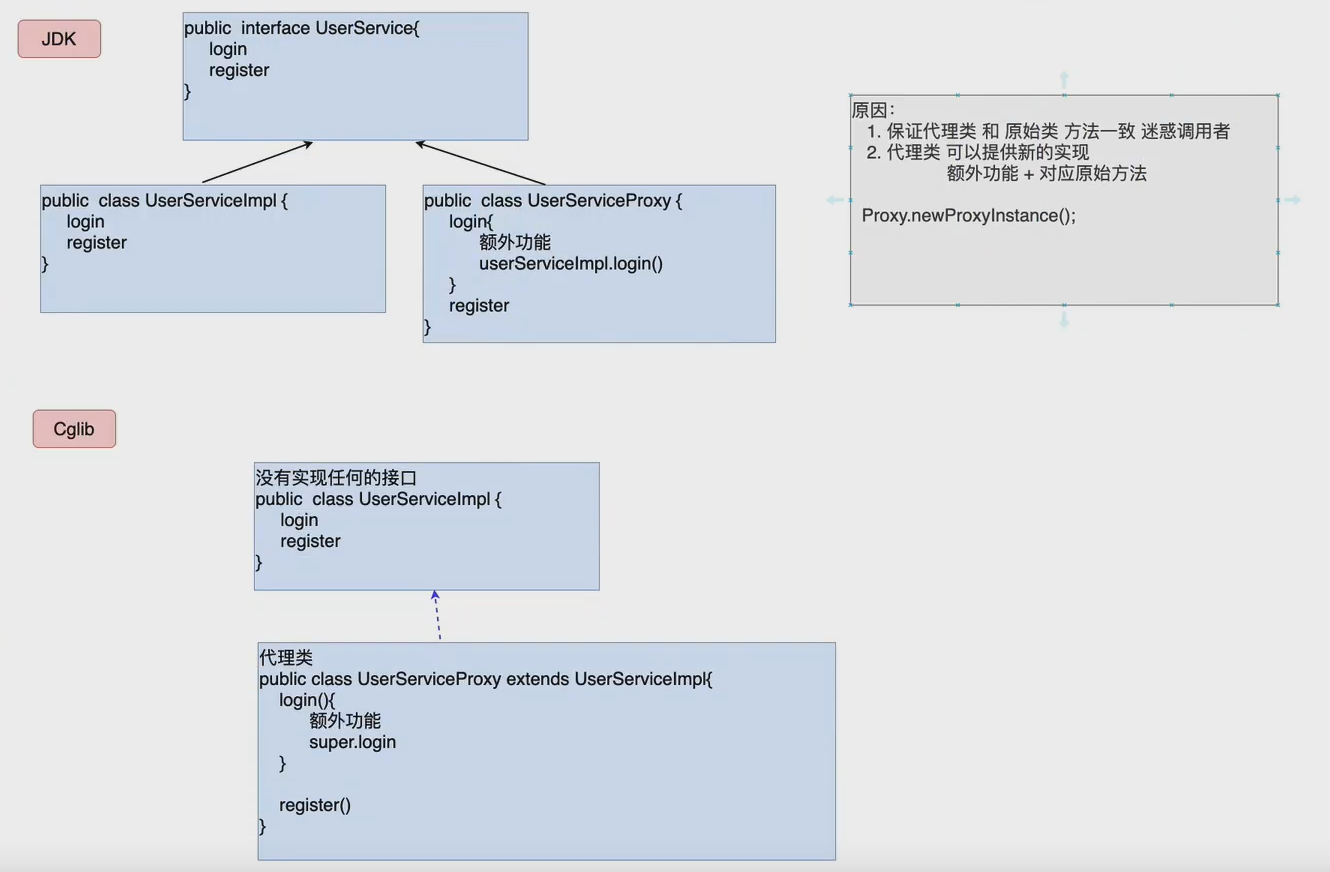 JDK
public  interface UserService{
login
register
}
原因：
1. 保证代理类 和 原始类 方法一致 迷惑调用者
2. 代理类 可以提供新的实现
额外功能 + 对应原始方法
Proxy.newProxyInstance();
public  class UserServiceImpl {
login
register
}
public  class UserServiceProxy {
login{
额外功能
userServiceImpl.login()
}
register
}
Cglib
没有实现任何的接口
public  class UserServiceImpl {
login
register
}
代理类
public class UserServiceProxy extends UserServiceImpl{
login(){
额外功能
super.login
}
register()
}